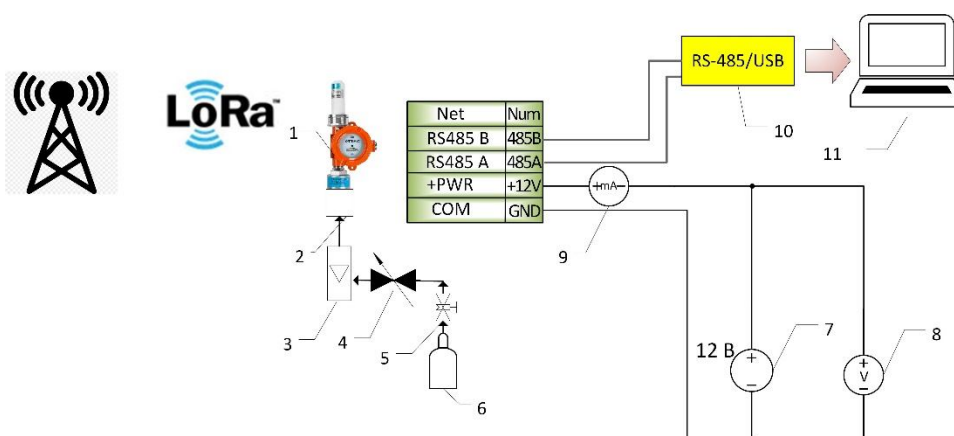 LoRa™
1
2
3
4
5
6
Net Num
RS485 B 485B
RS485 A 485A
+PWR +12V
COM GND
RS-485/USB
10
11
+mA−
9
12 В
+
−
7
+
V
−
8